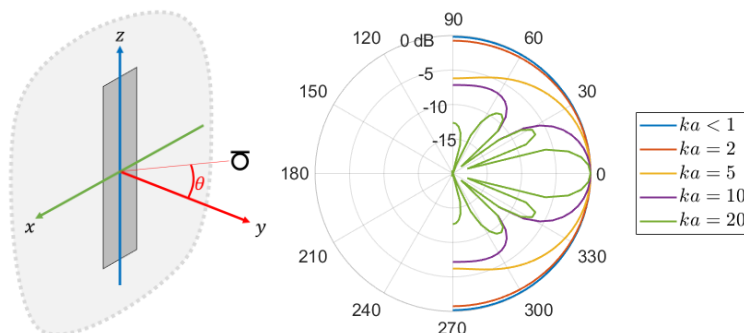 z
x
y
θ
90
120
60
0 dB
-5
150
30
-10
-15
180
0
210
330
240
300
270
ka < 1
ka = 2
ka = 5
ka = 10
ka = 20